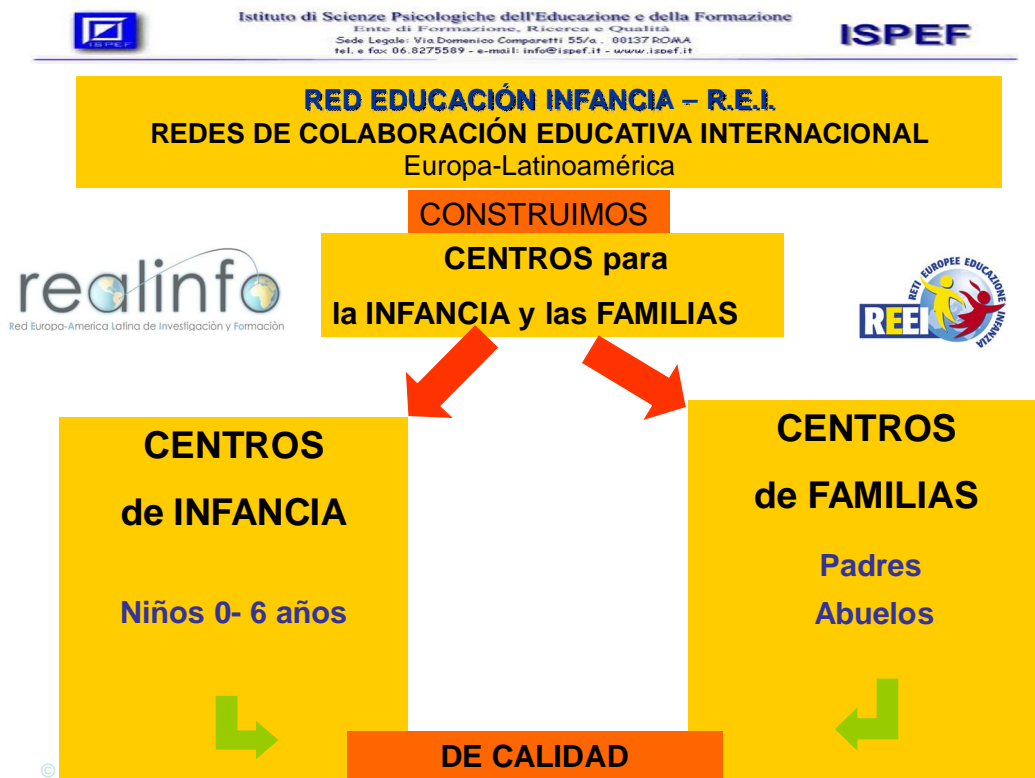 Istituto di Scienze Psicologiche dell'Educazione e della Formazione
Ente di Formazione, Ricerca e Qualità
Sede Legale: Via Domenico Comparetti 55/a . 00137 ROMA
tel. e fax 06.8275589 - e-mail: info@ispef.it - www.ispef.it
ISPEF
ISPEF
RED EDUCACIÓN INFANCIA – R.E.I.
REDES DE COLABORACIÓN EDUCATIVA INTERNACIONAL
Europa-Latinoamérica
CONSTRUIMOS
CENTROS para
la INFANCIA y las FAMILIAS
realinfo
Red Europa-America Latina de Investigaciòn y Formaciòn
RETI EUROPEE EDUCAZIONE INFANZIA
REEI
CENTROS
de INFANCIA
Niños 0- 6 años
CENTROS
de FAMILIAS
Padres
Abuelos
DE CALIDAD
©